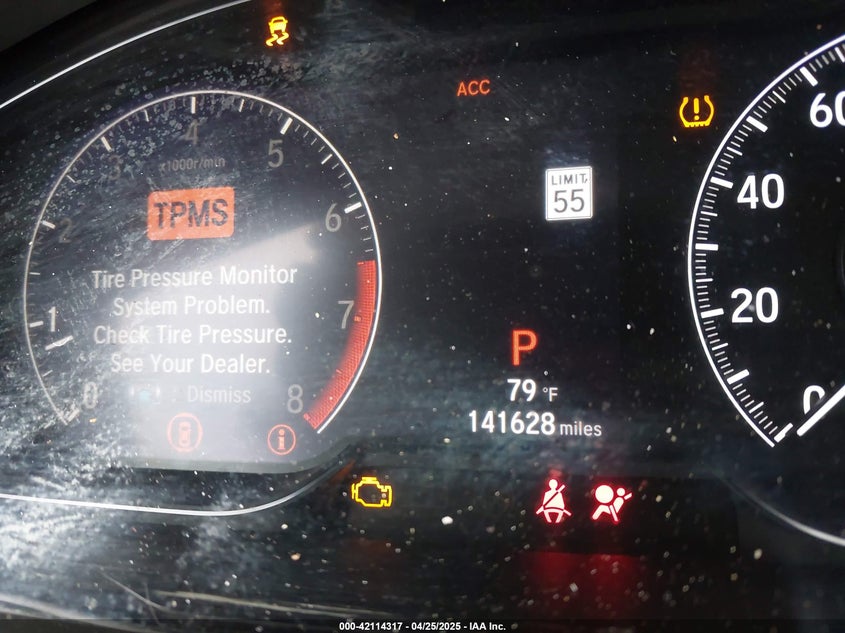 ACC
60
4
3
5
x1000r/min
LIMIT
55
40
2
TPMS
6
Tire Pressure Monitor
System Problem.
Check Tire Pressure.
See Your Dealer.
1
7
20
P
79 °F
0
: Dismiss
8
0
141628 miles
000-42114317 - 04/25/2025 - IAA Inc.